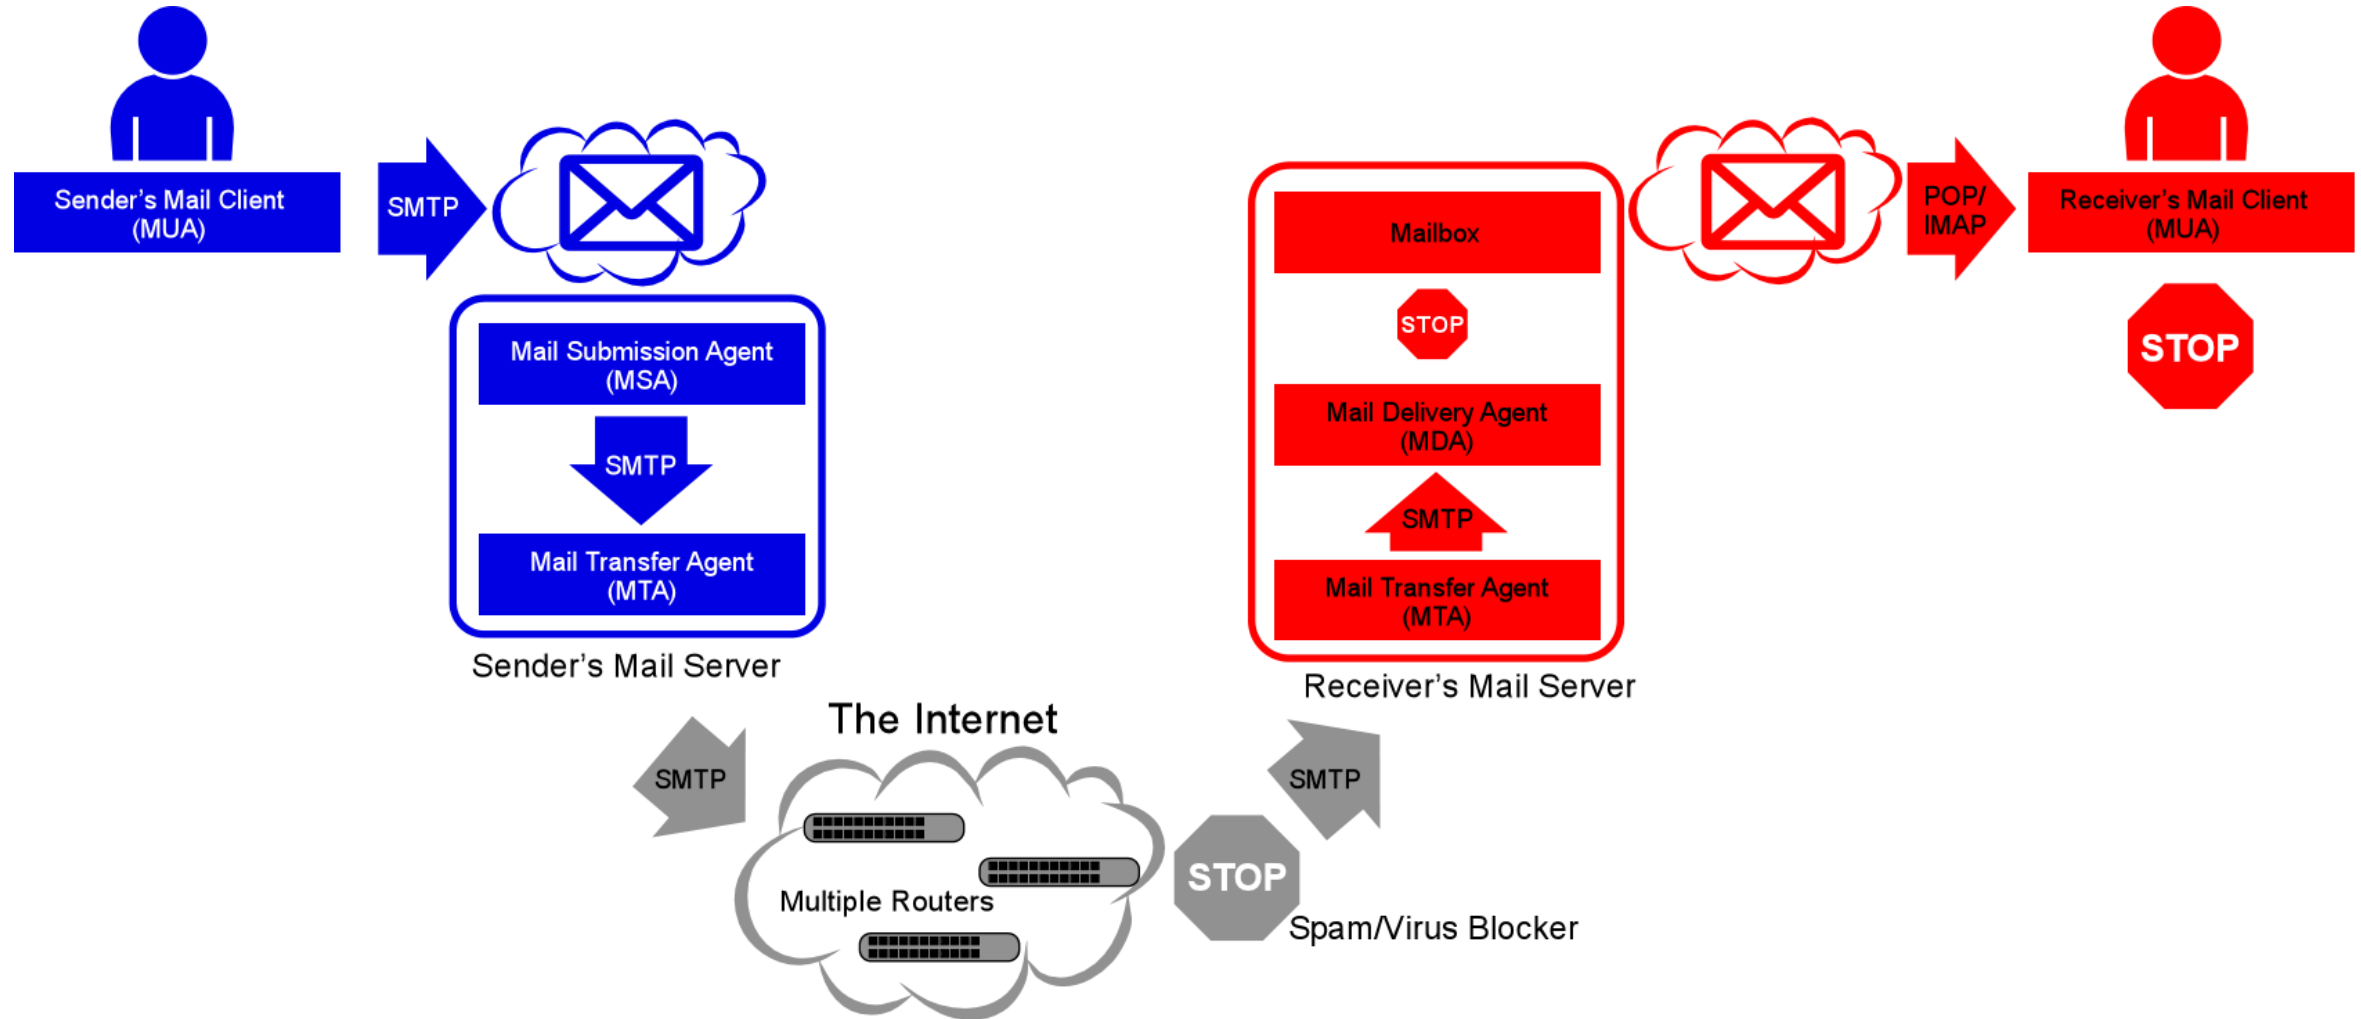 Sender’s Mail Client
(MUA)
SMTP
Mail Submission Agent
(MSA)
SMTP
Mail Transfer Agent
(MTA)
Sender’s Mail Server
SMTP
The Internet
Multiple Routers
STOP
Spam/Virus Blocker
SMTP
Receiver’s Mail Server
Mail Transfer Agent
(MTA)
SMTP
Mail Delivery Agent
(MDA)
STOP
Mailbox
POP/
IMAP
Receiver’s Mail Client
(MUA)
STOP